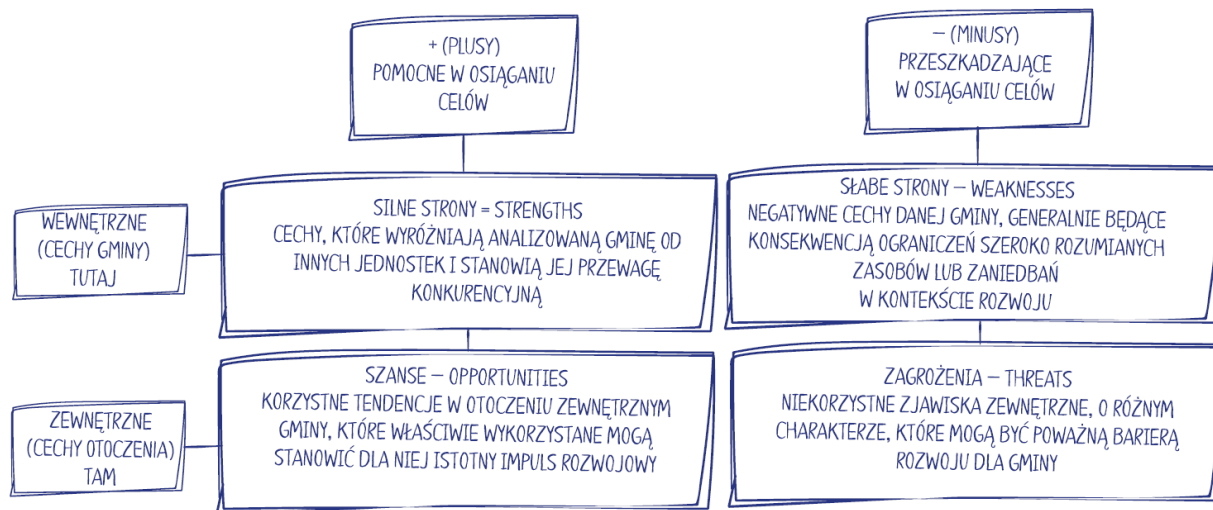 + (PLUSY)
POMOCNE W OSIĄGANIU
CELÓW
– (MINUSY)
PRZESZKADZAJĄCE
W OSIĄGANIU CELÓW
WEWNĘTRZNE
(CECHY GMINY)
TUTAJ
SILNE STRONY = STRENGTHS
CECHY, KTÓRE WYRÓŻNIAJĄ ANALIZOWANĄ GMINĘ OD
INNYCH JEDNOSTEK I STANOWIĄ JEJ PRZEWAGĘ
KONKURENCYJNĄ
SŁABE STRONY – WEAKNESSES
NEGATYWNE CECHY DANEJ GMINY, GENERALNIE BĘDĄCE
KONSEKWENCJĄ OGRANICZEŃ SZEROKO ROZUMIANYCH
ZASOBÓW LUB ZANIEDBAŃ
W KONTEKŚCIE ROZWOJU
ZEWNĘTRZNE
(CECHY OTOCZENIA)
TAM
SZANSE – OPPORTUNITIES
KORZYSTNE TENDENCJE W OTOCZENIU ZEWNĘTRZNYM
GMINY, KTÓRE WŁAŚCIWIE WYKORZYSTANE MOGĄ
STANOWIĆ DLA NIEJ ISTOTNY IMPULS ROZWOJOWY
ZAGROŻENIA – THREATS
NIEKORZYSTNE ZJAWISKA ZEWNĘTRZNE, O RÓŻNYM
CHARAKTERZE, KTÓRE MOGĄ BYĆ POWAŻNĄ BARIERĄ
ROZWOJU DLA GMINY